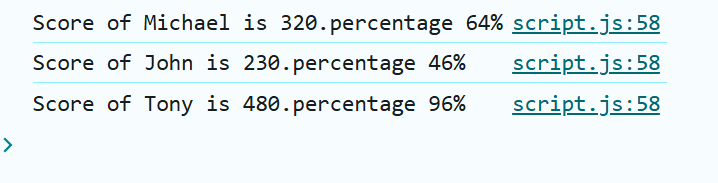 Score of Michael is 320.percentage 64% script.js:58
Score of John is 230.percentage 46% script.js:58
Score of Tony is 480.percentage 96% script.js:58
>